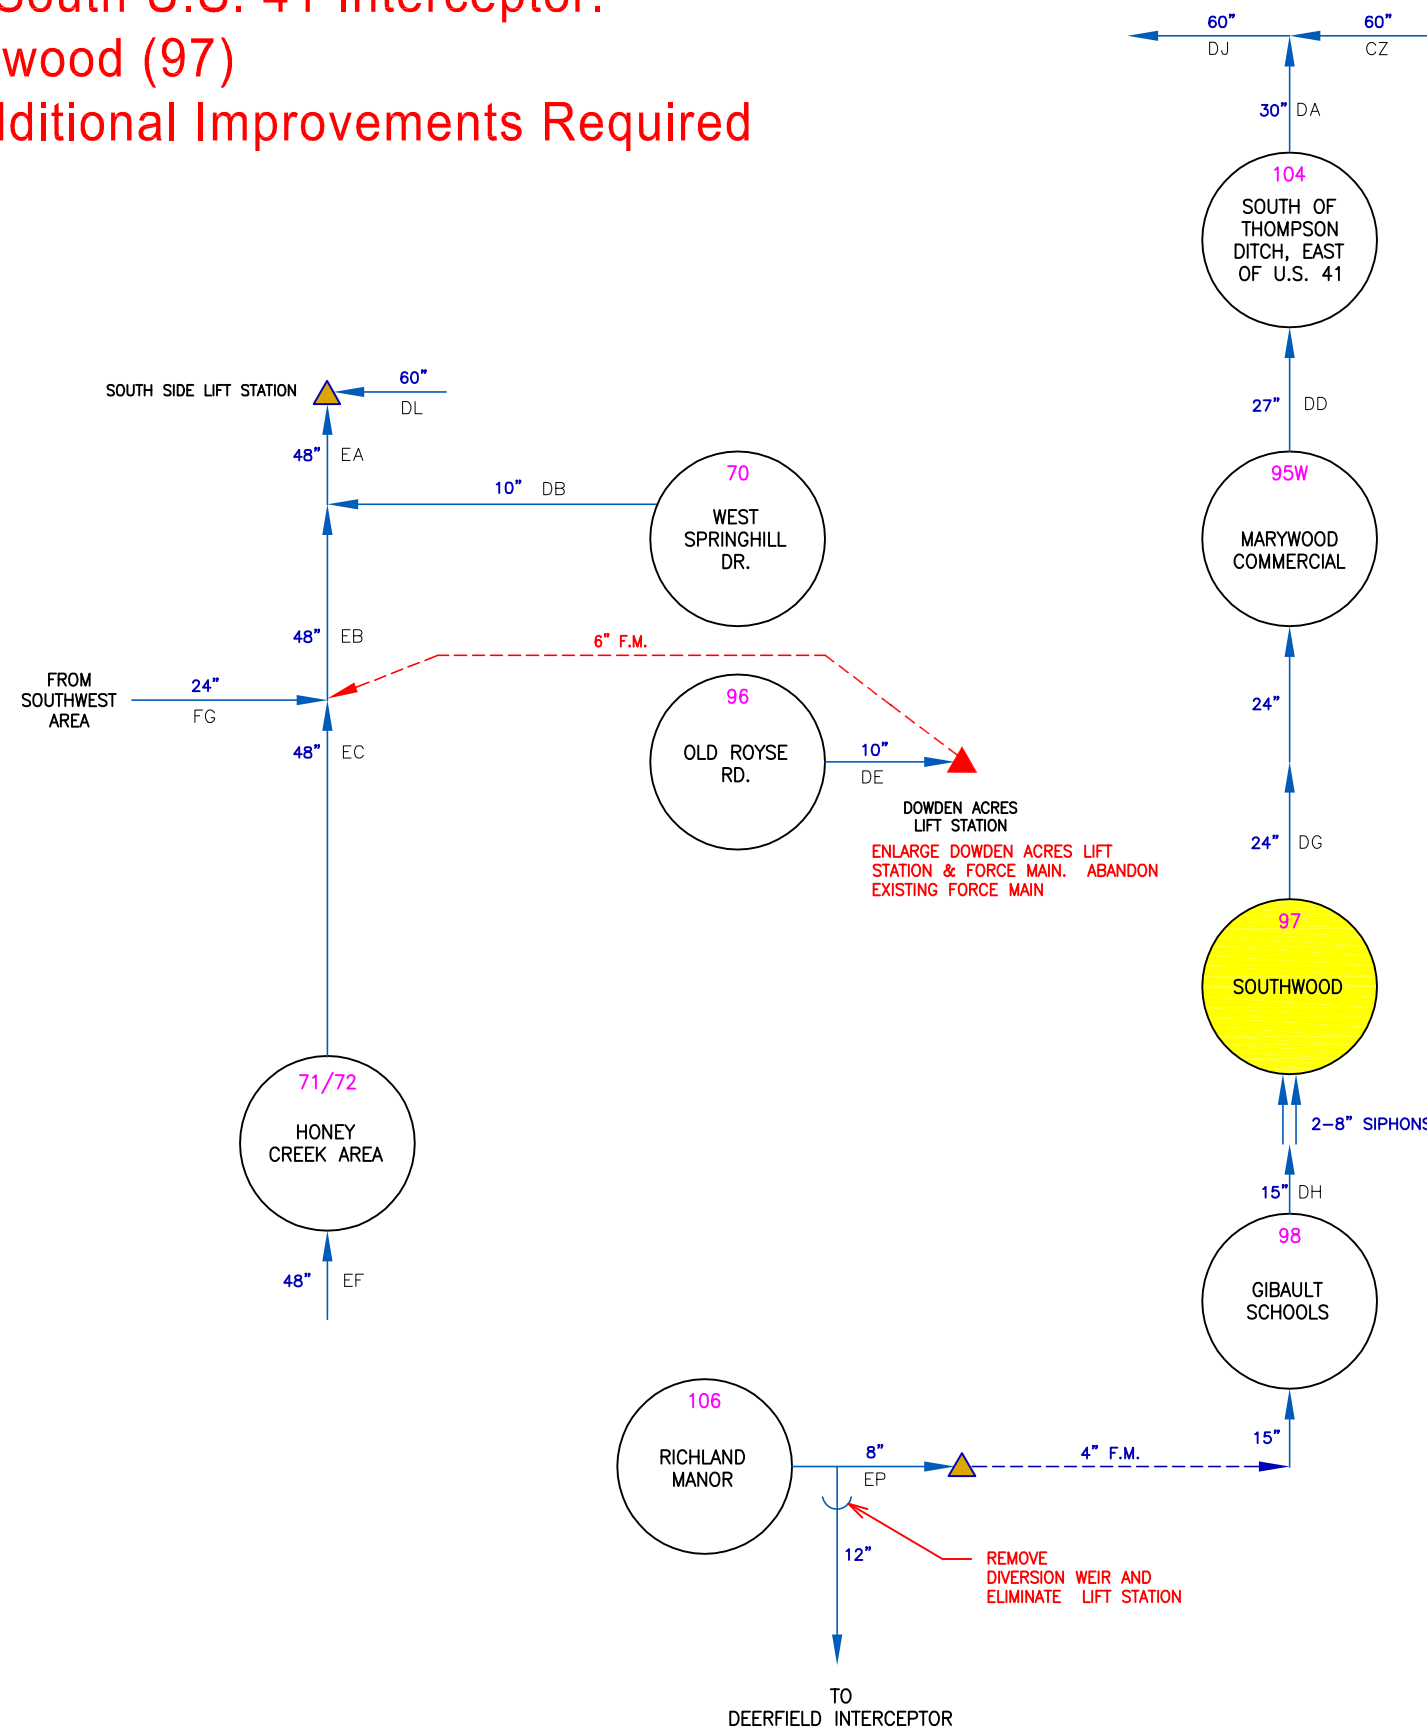 South U.S. 41 Interceptor:
wood (97)
dditional Improvements Required
60" 60"
DJ CZ
30" DA
104
SOUTH OF
THOMPSON
DITCH, EAST
OF U.S. 41
27" DD
SOUTH SIDE LIFT STATION
60"
DL
48" EA
10" DB
70
WEST
SPRINGHILL
DR.
95W
MARYWOOD
COMMERCIAL
48" EB
6" F.M.
FROM
SOUTHWEST
AREA
24"
FG
48" EC
96
OLD ROYSE
RD.
10"
DE
24"
DOWDEN ACRES
LIFT STATION
ENLARGE DOWDEN ACRES LIFT
STATION & FORCE MAIN. ABANDON
EXISTING FORCE MAIN
24" DG
97
SOUTHWOOD
71/72
HONEY
CREEK AREA
2-8" SIPHONS
15" DH
48" EF
98
GIBAULT
SCHOOLS
106
RICHLAND
MANOR
8"
EP
4" F.M.
15"
12"
REMOVE
DIVERSION WEIR AND
ELIMINATE LIFT STATION
TO
DEERFIELD INTERCEPTOR